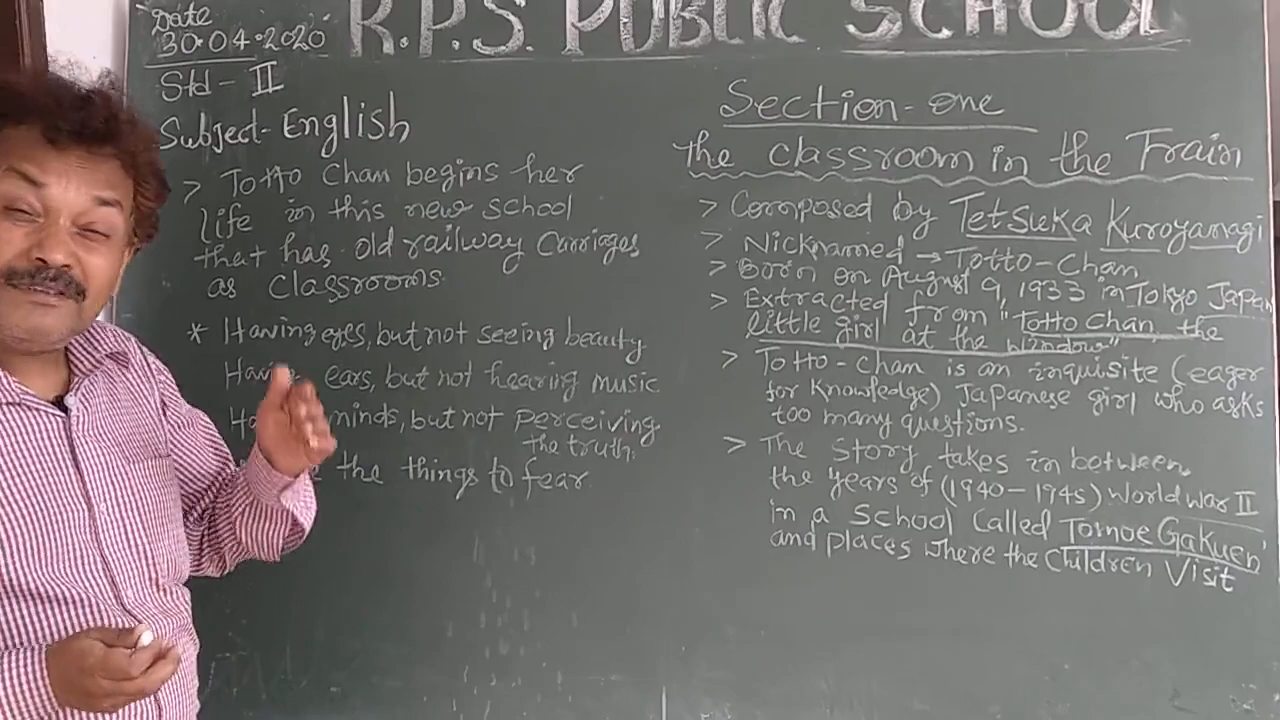 R.P.S. PUBLIC SCHOOL
Date
30.04.2020
Std - II
Subject - English
> Totto Chan begins her
life in this new school
that has old railway Carriages
as Classrooms.
* Having eyes, but not seeing beauty
Having ears, but not hearing music
minds, but not perceiving
the truth.
the things to fear.
Section - one
the classroom in the Train
> Composed by Tetsuka Kuroyanagi
> Nicknamed → Totto-Chan
> Born on August 9, 1933 in Tokyo Japan
> Extracted from "Totto Chan, the
little girl at the window"
> Totto-Chan is an inquisite (eager
for Knowledge) Japanese girl who asks
too many questions.
> The story takes in between
the years of (1940-1945) World War II
in a School Called Tomoe Gakuen'
and places where the Children Visit